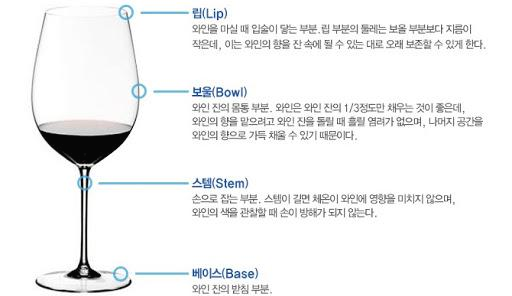 립(Lip)
와인을 마실 때 입술이 닿는 부분. 립 부분의 둘레는 보울 부분보다 지름이
작은데, 이는 와인의 향을 잔 속에 될 수 있는 대로 오래 보존할 수 있게 한다.
보울(Bowl)
와인 잔의 몸통 부분. 와인은 와인 잔의 1/3정도만 채우는 것이 좋은데,
와인의 향을 맡으려고 와인 잔을 돌릴 때 흘릴 염려가 없으며, 나머지 공간을
와인의 향으로 가득 채울 수 있기 때문이다.
스템(Stem)
손으로 잡는 부분. 스템이 길면 체온이 와인에 영향을 미치지 않으며,
와인의 색을 관찰할 때 손이 방해가 되지 않는다.
베이스(Base)
와인 잔의 받침 부분.